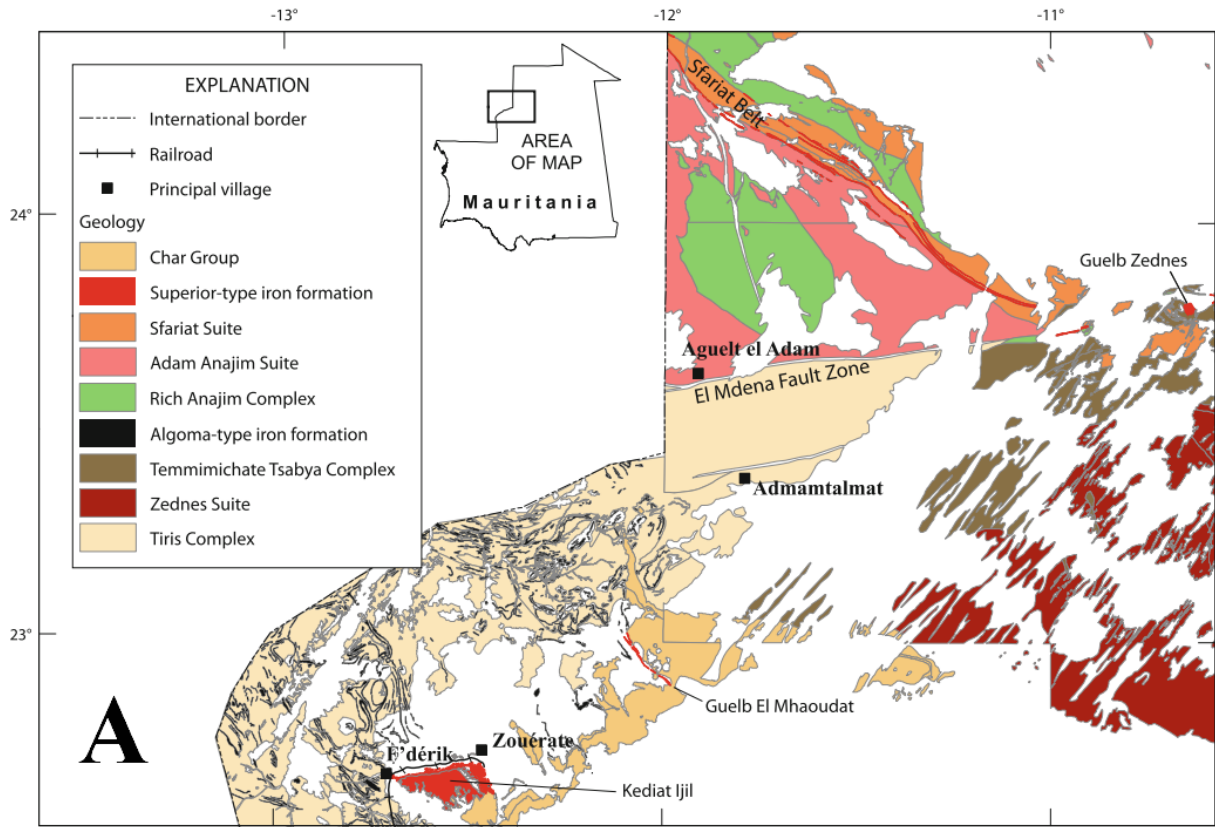 -13°
-12°
-11°
24°
23°
EXPLANATION
International border
Railroad
Principal village
Geology
Char Group
Superior-type iron formation
Sfariat Suite
Adam Anajim Suite
Rich Anajim Complex
Algoma-type iron formation
Temmimichate Tsabya Complex
Zednes Suite
Tiris Complex
AREA
OF MAP
Mauritania
Sfariat Belt
Guelb Zednes
Aguelt el Adam
El Mdena Fault Zone
Admamtalmat
Guelb El Mhaoudat
Zouérate
F'dérik
Kediat Ijil
A